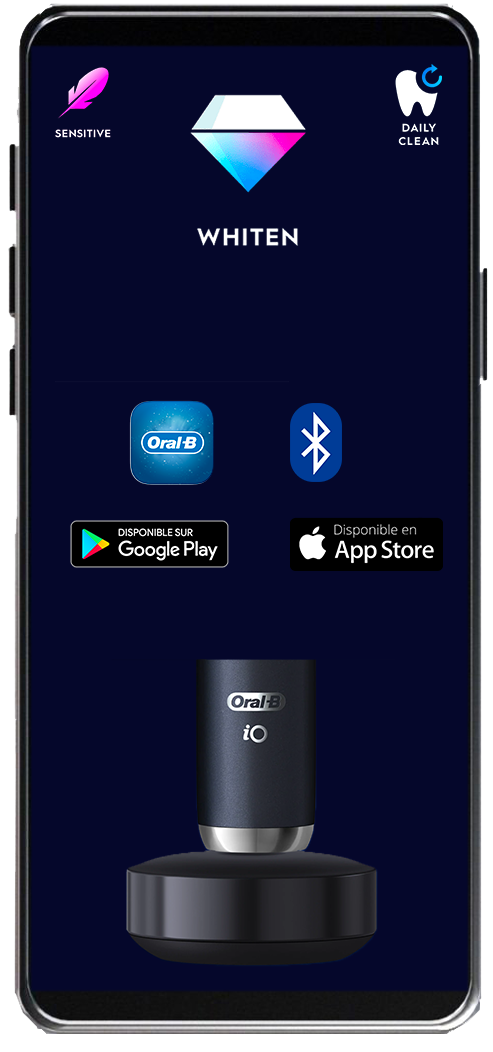 SENSITIVE
DAILY
CLEAN
WHITEN
Oral-B
DISPONIBLE SUR
Google Play
Disponible en
App Store
Oral-B
iO